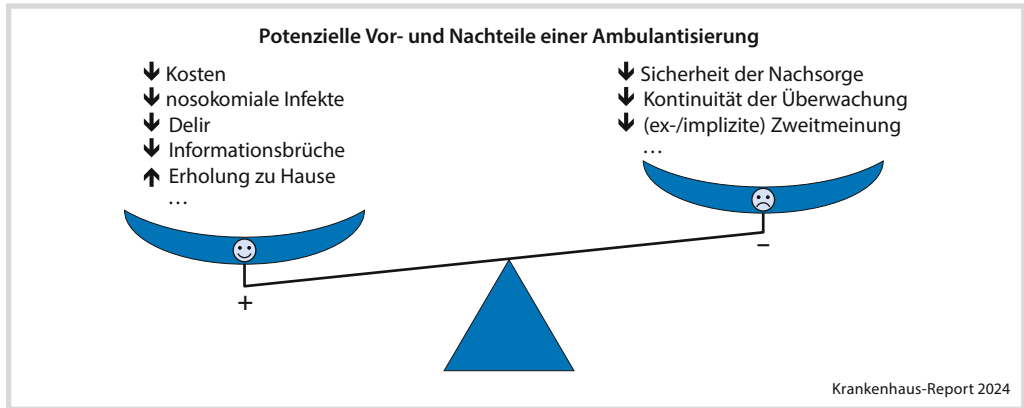 Potenzielle Vor- und Nachteile einer Ambulantisierung
↓ Kosten
↓ nosokomiale Infekte
↓ Delir
↓ Informationsbrüche
↑ Erholung zu Hause
…
+
↓ Sicherheit der Nachsorge
↓ Kontinuität der Überwachung
↓ (ex-/implizite) Zweitmeinung
…
–
Krankenhaus-Report 2024